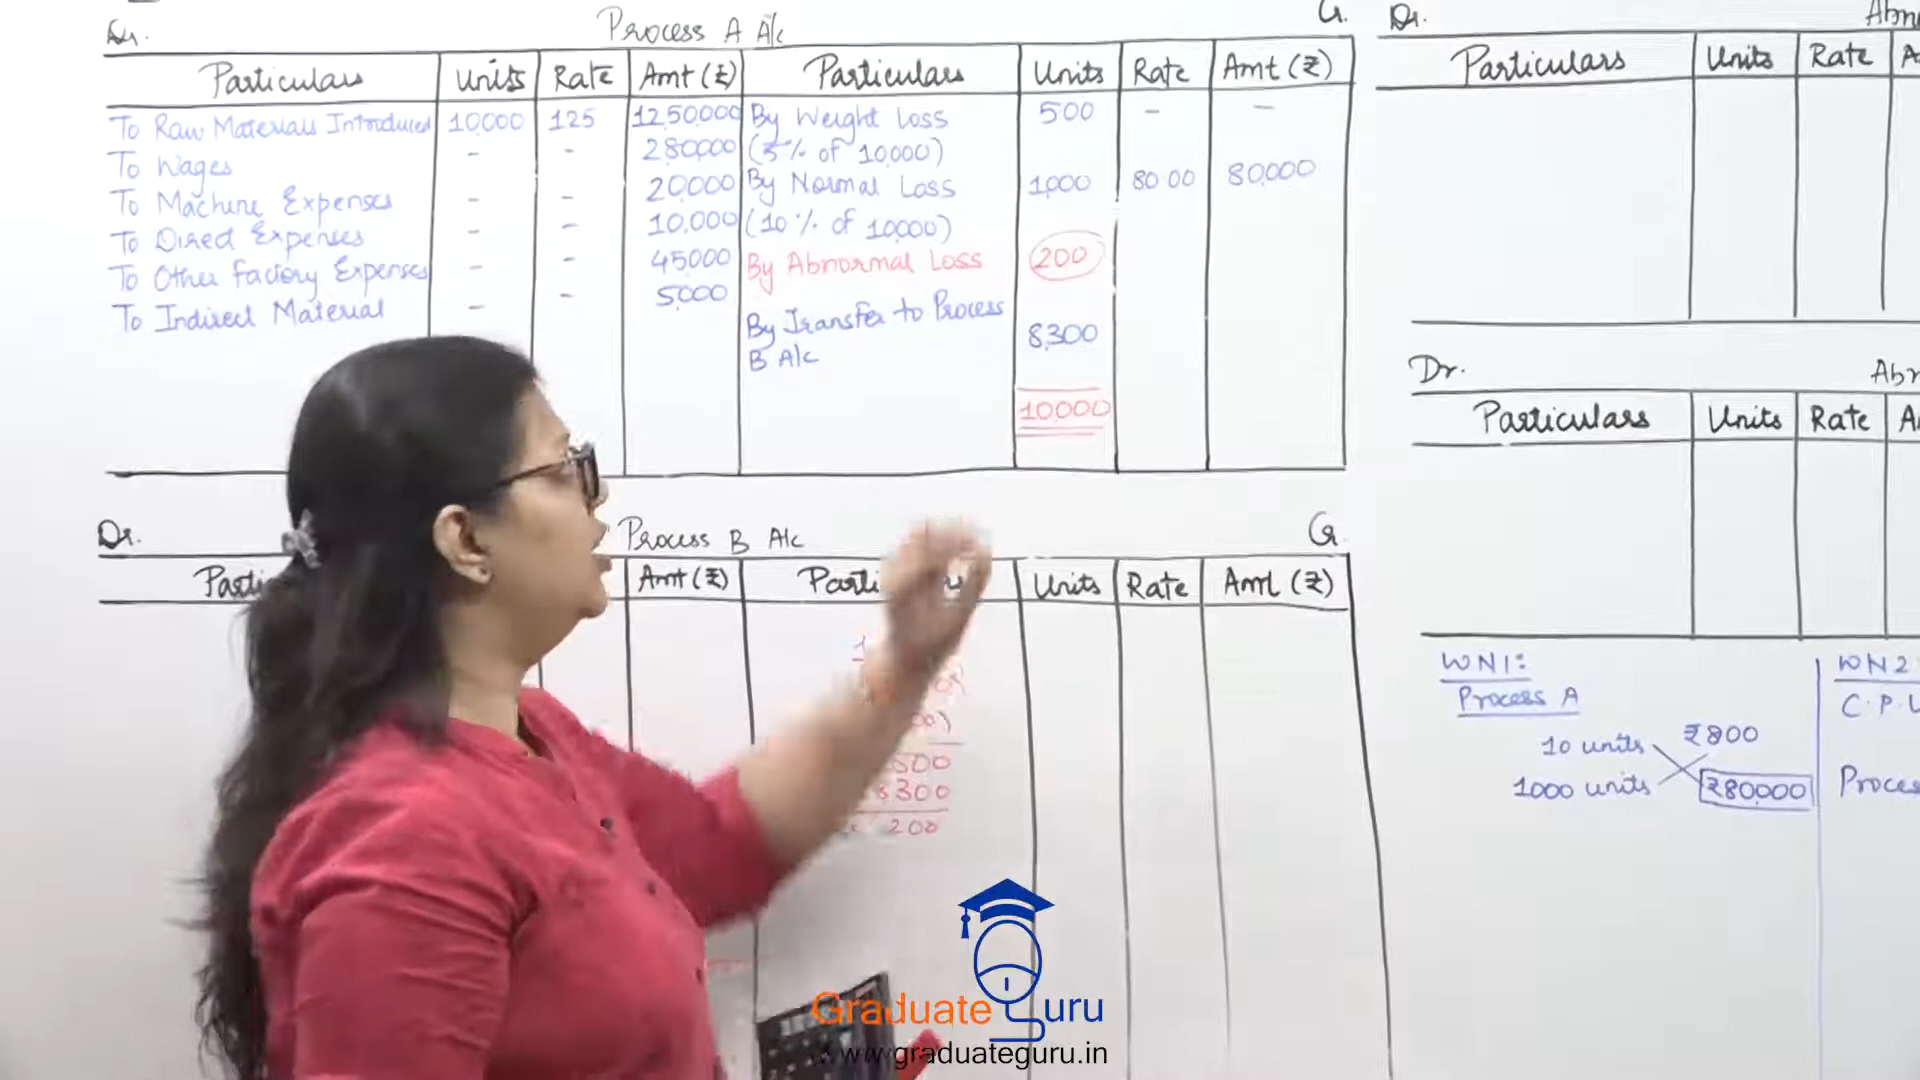 Dr. Process A A/c Cr.
Particulars Units Rate Amt (₹) Particulars Units Rate Amt (₹)
To Raw Materials Introduced 10,000 125 12,50,000 By Weight Loss 500 - -
To Wages - - 2,80,000 (5% of 10,000)
To Machine Expenses - - 20,000 By Normal Loss 1,000 80.00 80,000
To Direct Expenses - - 10,000 (10% of 10,000)
To Other Factory Expenses - - 45000 By Abnormal Loss 200
To Indirect Material - - 5,000
By Transfer to Process
B A/c 8,300
10,000
Dr. Process B A/c Cr.
Amt (₹) Units Rate Amt (₹)
300
200
Dr.
Particulars Units Rate
Dr.
Particulars Units Rate
WN1:
Process A
10 units ₹800
1000 units ₹80,000
WN2:
Graduate Guru
www.graduateguru.in